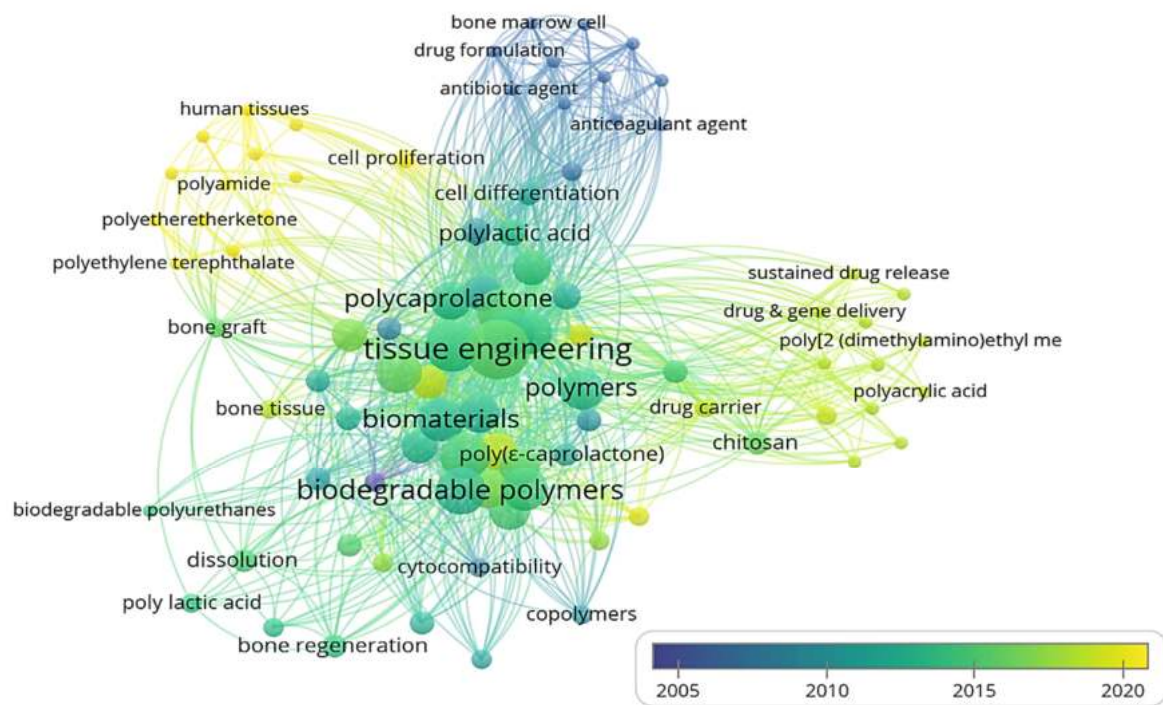 bone marrow cell
drug formulation
antibiotic agent
anticoagulant agent
human tissues
cell proliferation
polyamide
cell differentiation
polyetheretherketone
polylactic acid
polyethylene terephthalate
sustained drug release
polycaprolactone
drug & gene delivery
bone graft
poly[2 (dimethylamino)ethyl me
tissue engineering
polymers
polyacrylic acid
bone tissue
drug carrier
biomaterials
chitosan
poly(ε-caprolactone)
biodegradable polymers
biodegradable polyurethanes
dissolution
cytocompatibility
poly lactic acid
copolymers
bone regeneration
2005 2010 2015 2020